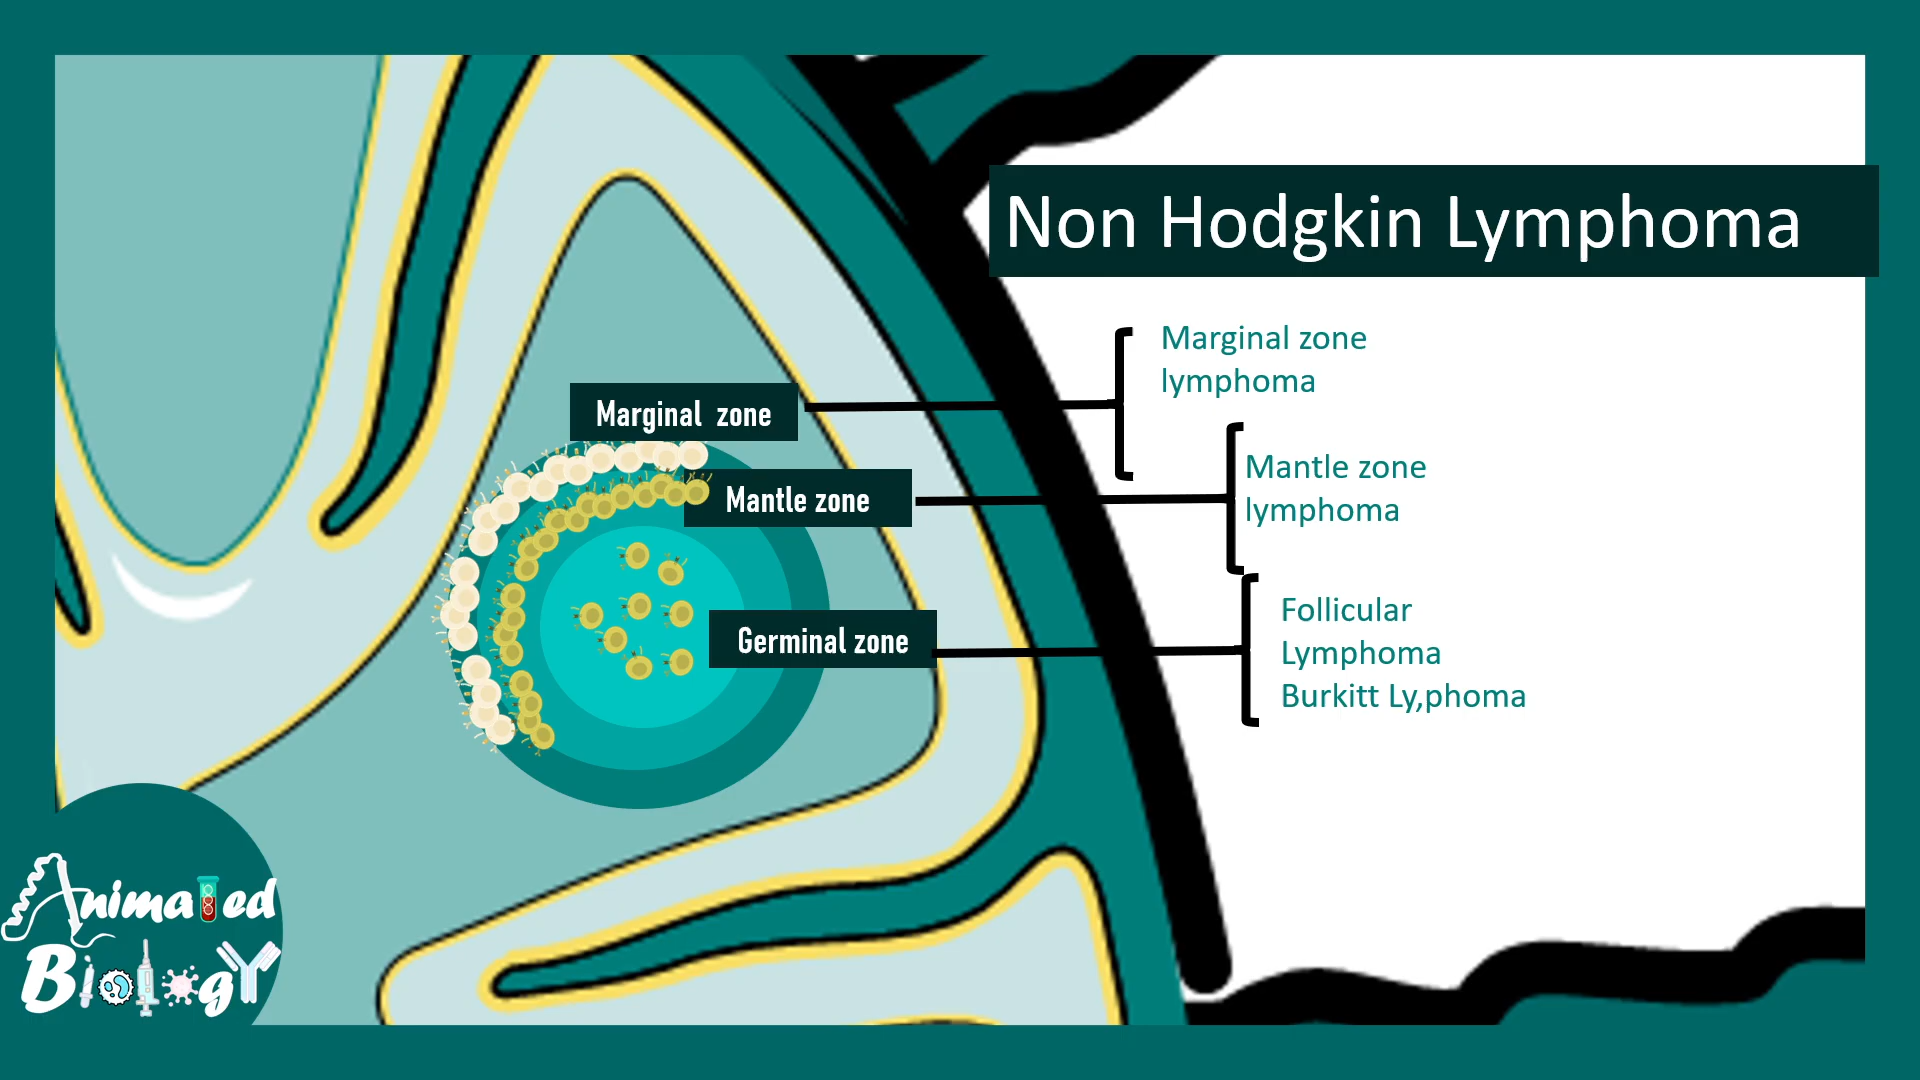 Non Hodgkin Lymphoma
Marginal zone
lymphoma
Marginal  zone
Mantle zone
lymphoma
Mantle zone
Follicular
Lymphoma
Burkitt Ly,phoma
Germinal zone
Animated
Biology